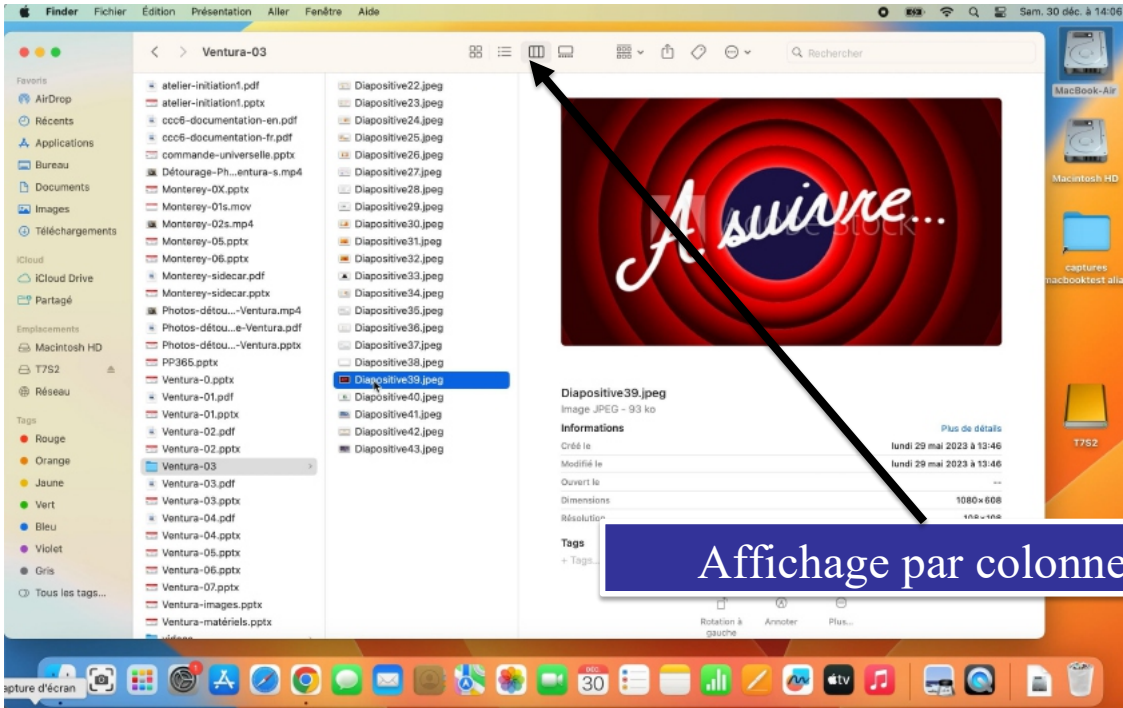 Finder Fichier Édition Présentation Aller Fenêtre Aide
Sam. 30 déc. à 14:06
Ventura-03
Rechercher
Favoris
AirDrop
Récents
Applications
Bureau
Documents
Images
Téléchargements
iCloud
iCloud Drive
Partagé
Emplacements
Macintosh HD
T7S2
Réseau
Tags
Rouge
Orange
Jaune
Vert
Bleu
Violet
Gris
Tous les tags...
atelier-initiation1.pdf
atelier-initiation1.pptx
ccc6-documentation-en.pdf
ccc6-documentation-fr.pdf
commande-universelle.pptx
Détourage-Ph...entura-s.mp4
Monterey-0X.pptx
Monterey-01s.mov
Monterey-02s.mp4
Monterey-05.pptx
Monterey-06.pptx
Monterey-sidecar.pdf
Monterey-sidecar.pptx
Photos-détou...-Ventura.mp4
Photos-détou...e-Ventura.pdf
Photos-détou...-Ventura.pptx
PP365.pptx
Ventura-0.pptx
Ventura-01.pdf
Ventura-01.pptx
Ventura-02.pdf
Ventura-02.pptx
Ventura-03
Ventura-03.pdf
Ventura-03.pptx
Ventura-04.pdf
Ventura-04.pptx
Ventura-05.pptx
Ventura-06.pptx
Ventura-07.pptx
Ventura-images.pptx
Ventura-matériels.pptx
Diapositive22.jpeg
Diapositive23.jpeg
Diapositive24.jpeg
Diapositive25.jpeg
Diapositive26.jpeg
Diapositive27.jpeg
Diapositive28.jpeg
Diapositive29.jpeg
Diapositive30.jpeg
Diapositive31.jpeg
Diapositive32.jpeg
Diapositive33.jpeg
Diapositive34.jpeg
Diapositive35.jpeg
Diapositive36.jpeg
Diapositive37.jpeg
Diapositive38.jpeg
Diapositive39.jpeg
Diapositive40.jpeg
Diapositive41.jpeg
Diapositive42.jpeg
Diapositive43.jpeg
A suivre...
Diapositive39.jpeg
Image JPEG - 93 ko
Informations Plus de détails
Créé le lundi 29 mai 2023 à 13:46
Modifié le lundi 29 mai 2023 à 13:46
Ouvert le --
Dimensions 1080×608
Résolution
Tags
+ Tags...
Affichage par colonne
Rotation à gauche
Annoter
Plus...
MacBook-Air
Macintosh HD
captures
macbooktest alia
T7S2
apture d'écran
DÉC.
30
tv